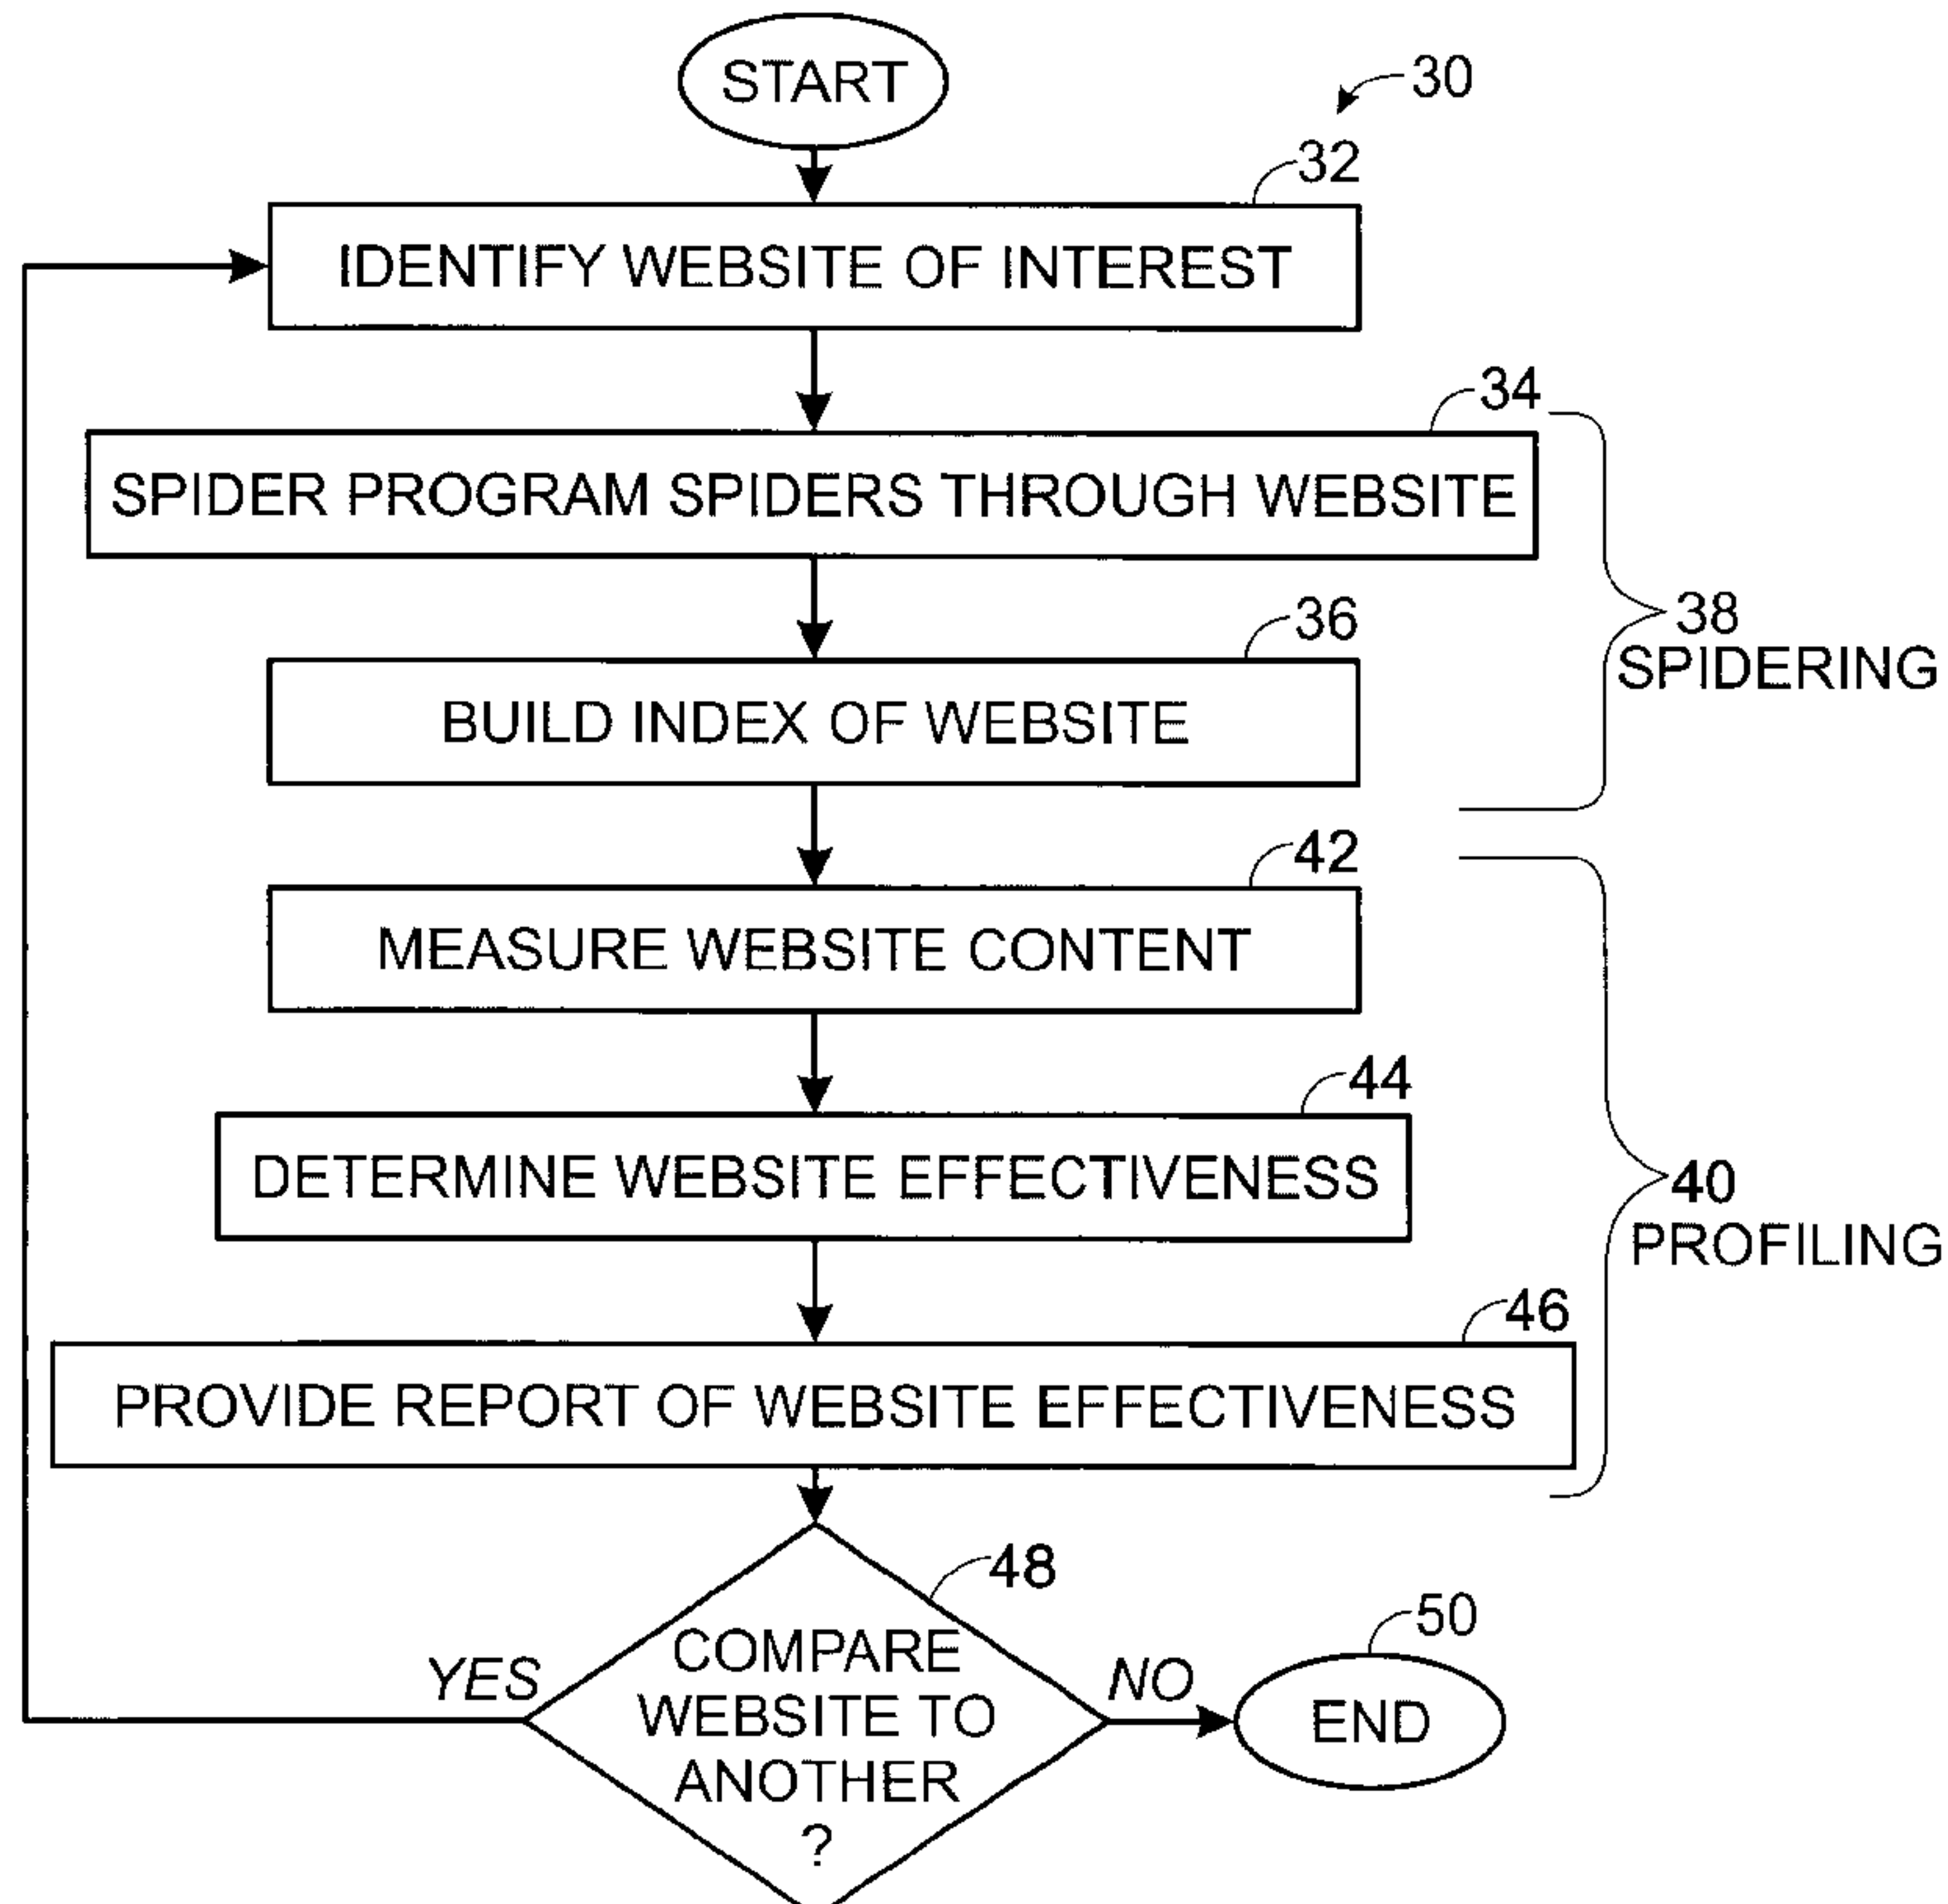 START
30
32
IDENTIFY WEBSITE OF INTEREST
34
SPIDER PROGRAM SPIDERS THROUGH WEBSITE
36
38
SPIDERING
BUILD INDEX OF WEBSITE
42
MEASURE WEBSITE CONTENT
44
DETERMINE WEBSITE EFFECTIVENESS
40
PROFILING
46
PROVIDE REPORT OF WEBSITE EFFECTIVENESS
48
COMPARE
WEBSITE TO
ANOTHER
?
YES
NO
50
END